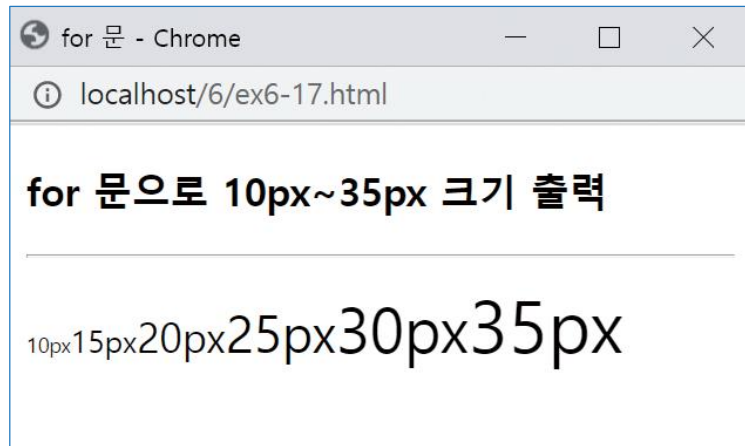 for 문 - Chrome
localhost/6/ex6-17.html
for 문으로 10px~35px 크기 출력
10px15px20px25px30px35px